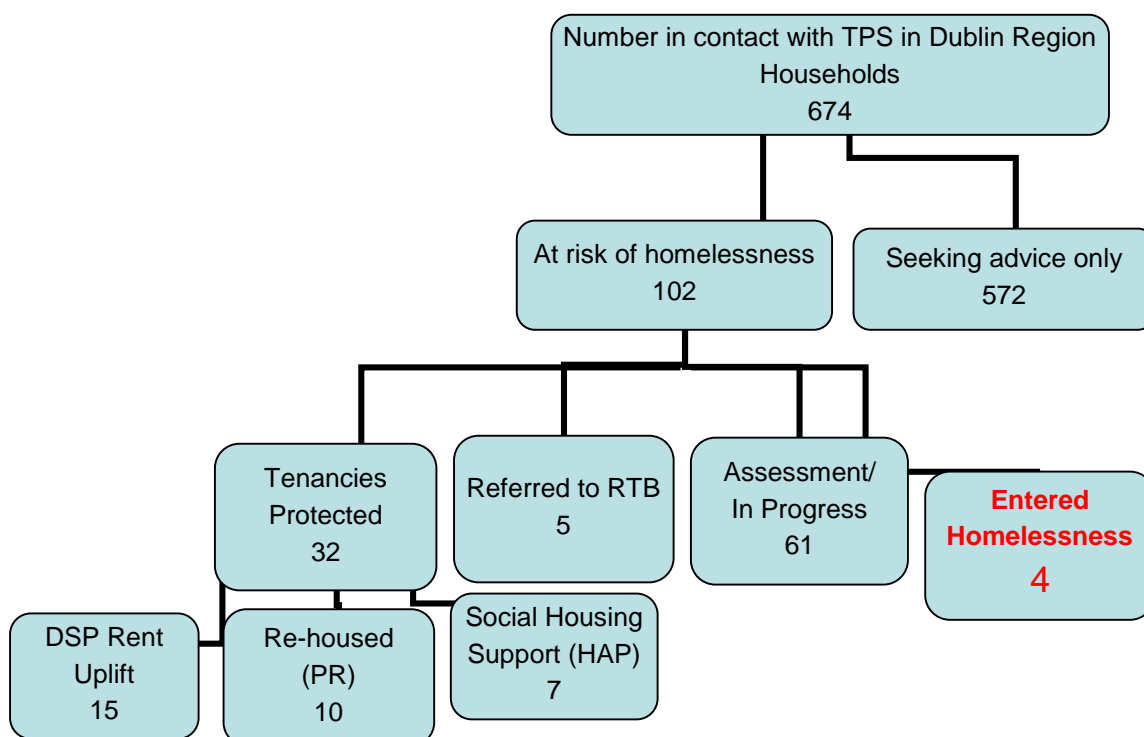 Number in contact with TPS in Dublin Region
Households
674
At risk of homelessness
102
Seeking advice only
572
Tenancies
Protected
32
Referred to RTB
5
Assessment/
In Progress
61
Entered
Homelessness
4
DSP Rent
Uplift
15
Re-housed
(PR)
10
Social Housing
Support (HAP)
7